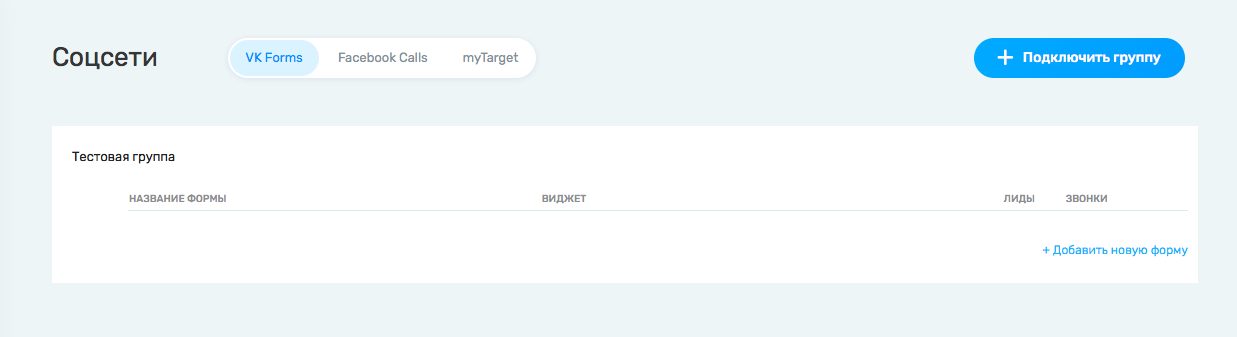 Соцсети VK Forms Facebook Calls myTarget + Подключить группу
Тестовая группа
НАЗВАНИЕ ФОРМЫ ВИДЖЕТ ЛИДЫ ЗВОНКИ
+ Добавить новую форму